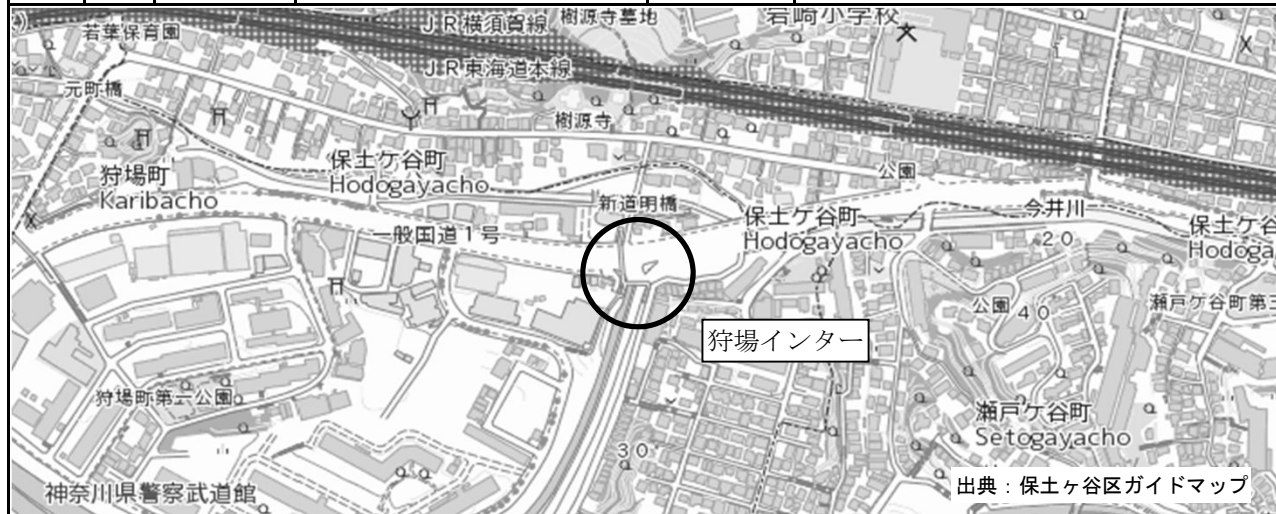 若葉保育園
JR横須賀線
樹源寺墓地
岩崎小学校
JR東海道本線
元町橋
樹源寺
狩場町
Karibacho
保土ケ谷町
Hodogayacho
公園
新道明橋
保土ケ谷町
Hodogayacho
今井川
保土ケ谷
Hodoga
一般国道1号
20
公園
40
瀬戸ケ谷町第三
狩場インター
狩場町第一公園
瀬戸ケ谷町
Setogayacho
30
神奈川県警察武道館
出典:保土ヶ谷区ガイドマップ